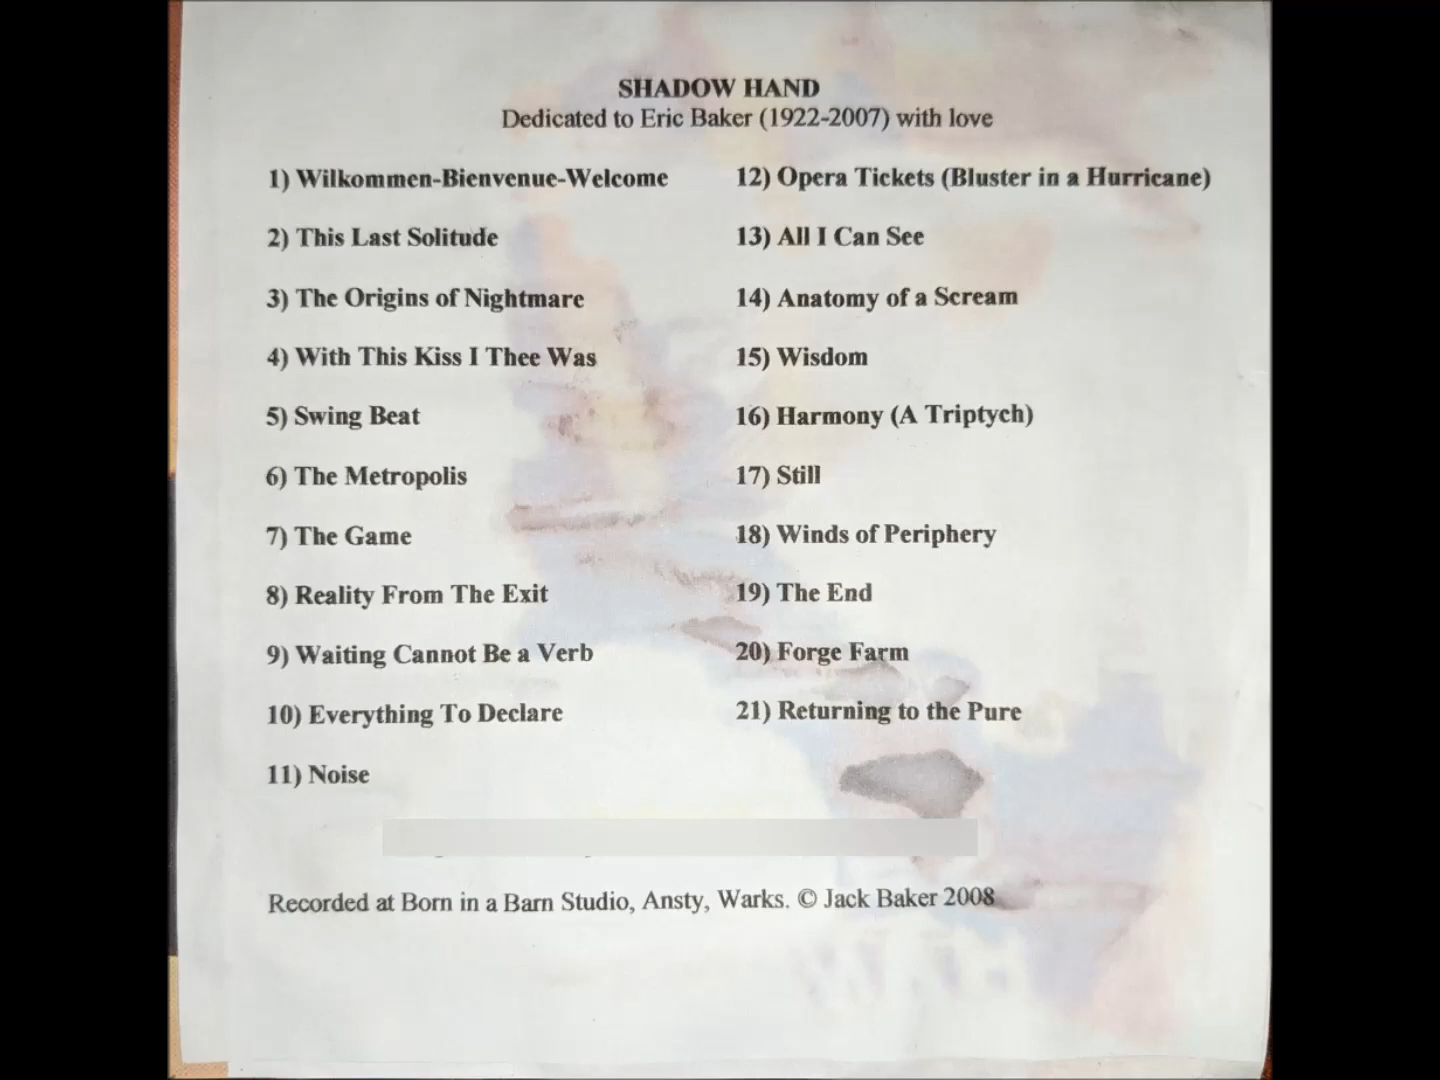 SHADOW HAND
Dedicated to Eric Baker (1922-2007) with love
1) Wilkommen-Bienvenue-Welcome
2) This Last Solitude
3) The Origins of Nightmare
4) With This Kiss I Thee Was
5) Swing Beat
6) The Metropolis
7) The Game
8) Reality From The Exit
9) Waiting Cannot Be a Verb
10) Everything To Declare
11) Noise
12) Opera Tickets (Bluster in a Hurricane)
13) All I Can See
14) Anatomy of a Scream
15) Wisdom
16) Harmony (A Triptych)
17) Still
18) Winds of Periphery
19) The End
20) Forge Farm
21) Returning to the Pure
Recorded at Born in a Barn Studio, Ansty, Warks. © Jack Baker 2008